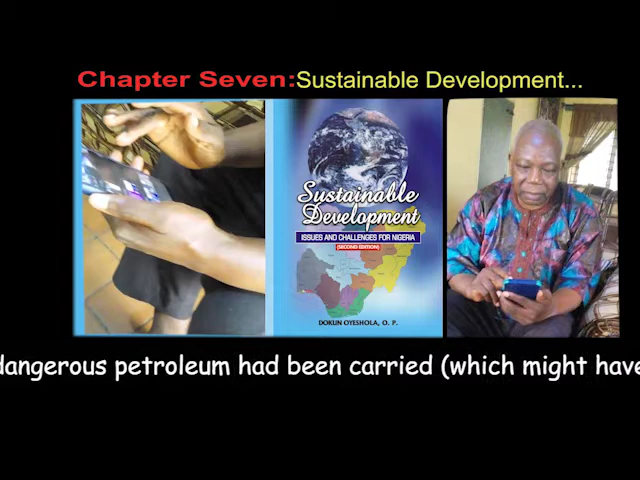 Chapter Seven:Sustainable Development...
Sustainable
Development
ISSUES AND CHALLENGES FOR NIGERIA
(SECOND EDITION)
DOKUN OYESHOLA, O. P.
dangerous petroleum had been carried (which might have